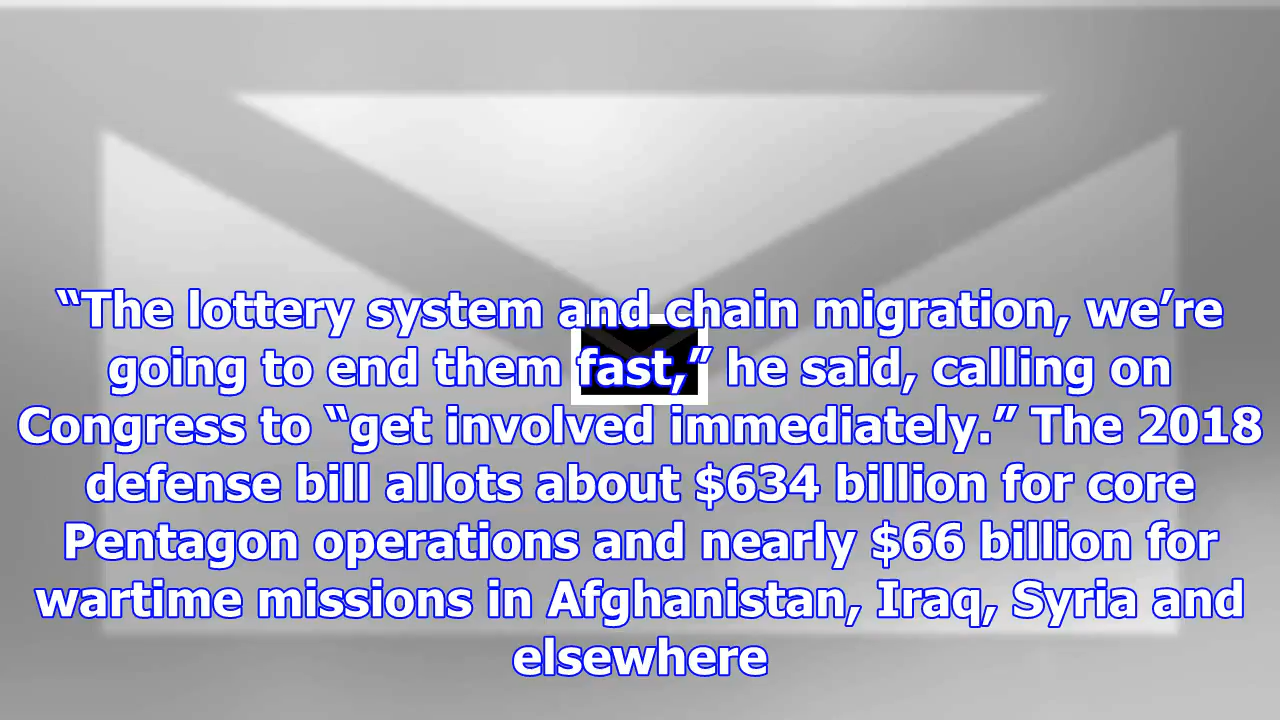 “The lottery system and chain migration, we’re
going to end them fast,” he said, calling on
Congress to “get involved immediately.” The 2018
defense bill allots about $634 billion for core
Pentagon operations and nearly $66 billion for
wartime missions in Afghanistan, Iraq, Syria and
elsewhere